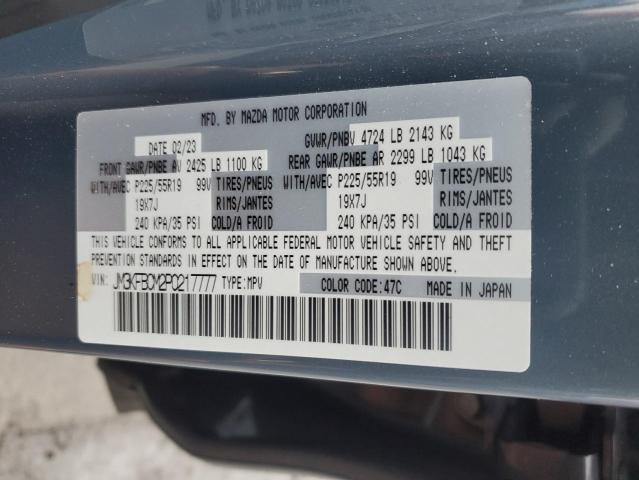 MFD. BY MAZDA MOTOR CORPORATION
DATE 02/23 GVWR/PNBV 4724 LB 2143 KG
FRONT GAWR/PNBE AV 2425 LB 1100 KG REAR GAWR/PNBE AR 2299 LB 1043 KG
WITH/AVEC P225/55R19 99V TIRES/PNEUS WITH/AVEC P225/55R19 99V TIRES/PNEUS
19X7J RIMS/JANTES 19X7J RIMS/JANTES
240 KPA/35 PSI COLD/A FROID 240 KPA/35 PSI COLD/A FROID
THIS VEHICLE CONFORMS TO ALL APPLICABLE FEDERAL MOTOR VEHICLE SAFETY AND THEFT
PREVENTION STANDARDS IN EFFECT ON THE DATE OF MANUFACTURE SHOWN ABOVE.
VIN: JM3KFBCM2P0217777 TYPE:MPV COLOR CODE:47C MADE IN JAPAN